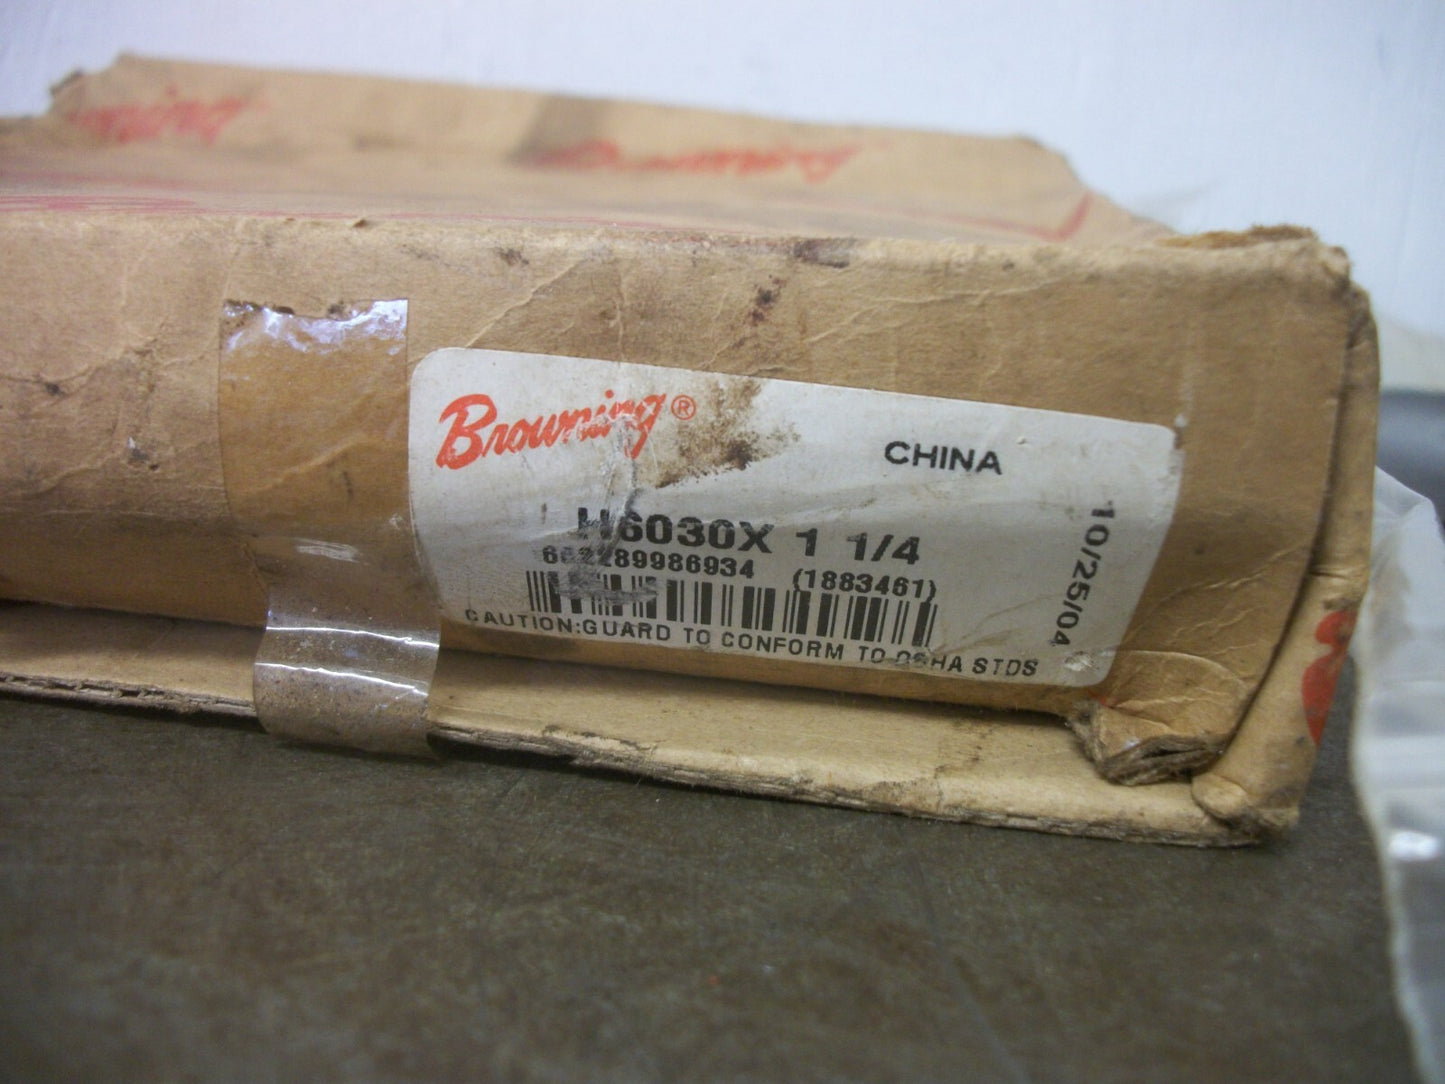 Browning®
CHINA
H6030X 1 1/4
(1883461)
CAUTION:GUARD TO CONFORM TO OSHA STDS
10/25/04